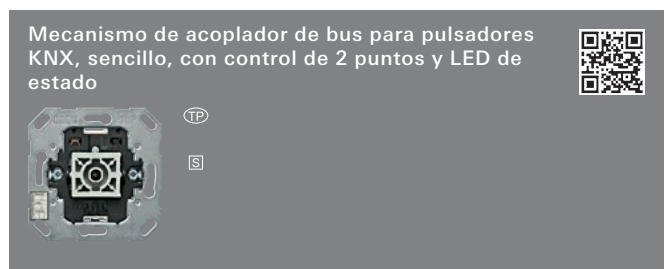 Mecanismo de acoplador de bus para pulsadores
KNX, sencillo, con control de 2 puntos y LED de
estado
TP
S